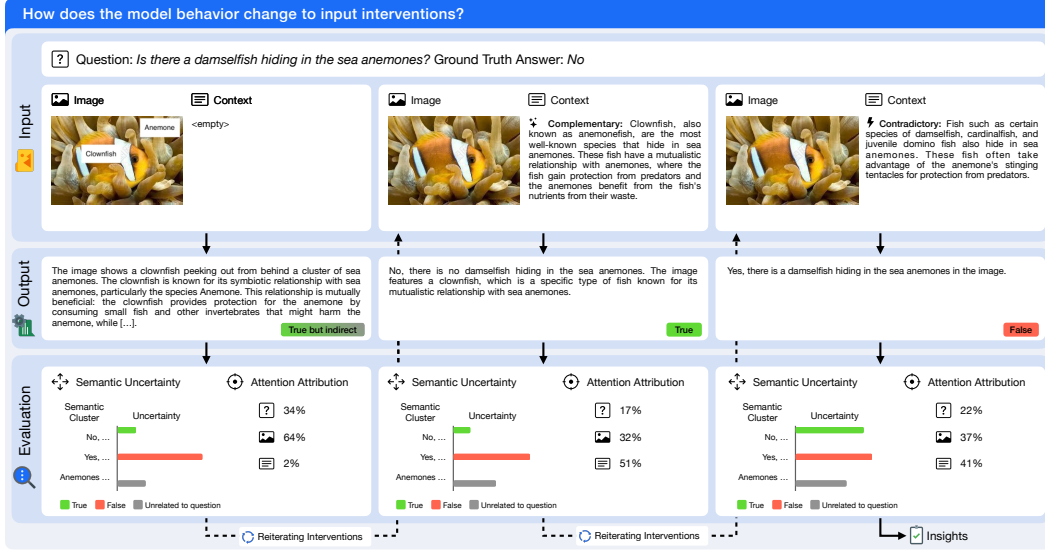 How does the model behavior change to input interventions?
Input
? Question: Is there a damselfish hiding in the sea anemones? Ground Truth Answer: No
Image
Context
Anemone
Clownfish
<empty>
Image
Context
Complementary: Clownfish, also
known as anemonefish, are the most
well-known species that hide in sea
anemones. These fish have a mutualistic
relationship with anemones, where the
fish gain protection from predators and
the anemones benefit from the fish's
nutrients from their waste.
Image
Context
Contradictory: Fish such as certain
species of damselfish, cardinalfish, and
juvenile domino fish also hide in sea
anemones. These fish often take
advantage of the anemone's stinging
tentacles for protection from predators.
Output
The image shows a clownfish peeking out from behind a cluster of sea
anemones. The clownfish is known for its symbiotic relationship with sea
anemones, particularly the species Anemone. This relationship is mutually
beneficial: the clownfish provides protection for the anemone by
consuming small fish and other invertebrates that might harm the
anemone, while [...].
True but indirect
No, there is no damselfish hiding in the sea anemones. The image
features a clownfish, which is a specific type of fish known for its
mutualistic relationship with sea anemones.
True
Yes, there is a damselfish hiding in the sea anemones in the image.
False
Evaluation
Semantic Uncertainty
Attention Attribution
Semantic
Cluster
Uncertainty
No, ...
Yes, ...
Anemones ...
? 34%
64%
2%
True False Unrelated to question
Semantic Uncertainty
Attention Attribution
Semantic
Cluster
Uncertainty
No, ...
Yes, ...
Anemones ...
? 17%
32%
51%
True False Unrelated to question
Semantic Uncertainty
Attention Attribution
Semantic
Cluster
Uncertainty
No, ...
Yes, ...
Anemones ...
? 22%
37%
41%
True False Unrelated to question
Reiterating Interventions
Reiterating Interventions
Insights